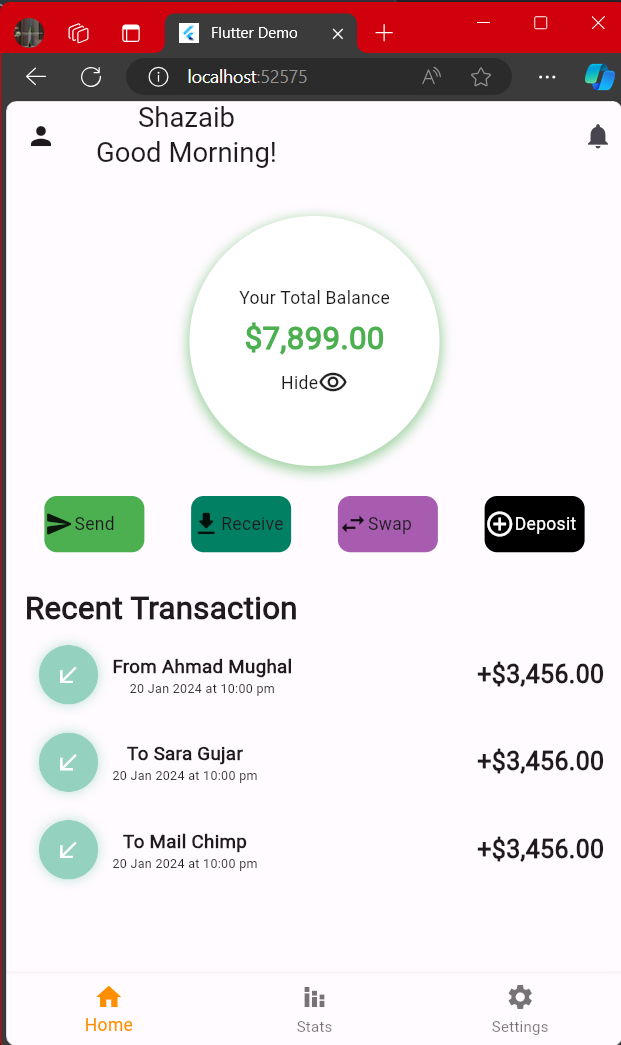 Flutter Demo
localhost:52575
Shazaib
Good Morning!
Your Total Balance
$7,899.00
Hide
Send
Receive
Swap
Deposit
Recent Transaction
From Ahmad Mughal
20 Jan 2024 at 10:00 pm
+$3,456.00
To Sara Gujar
20 Jan 2024 at 10:00 pm
+$3,456.00
To Mail Chimp
20 Jan 2024 at 10:00 pm
+$3,456.00
Home
Stats
Settings